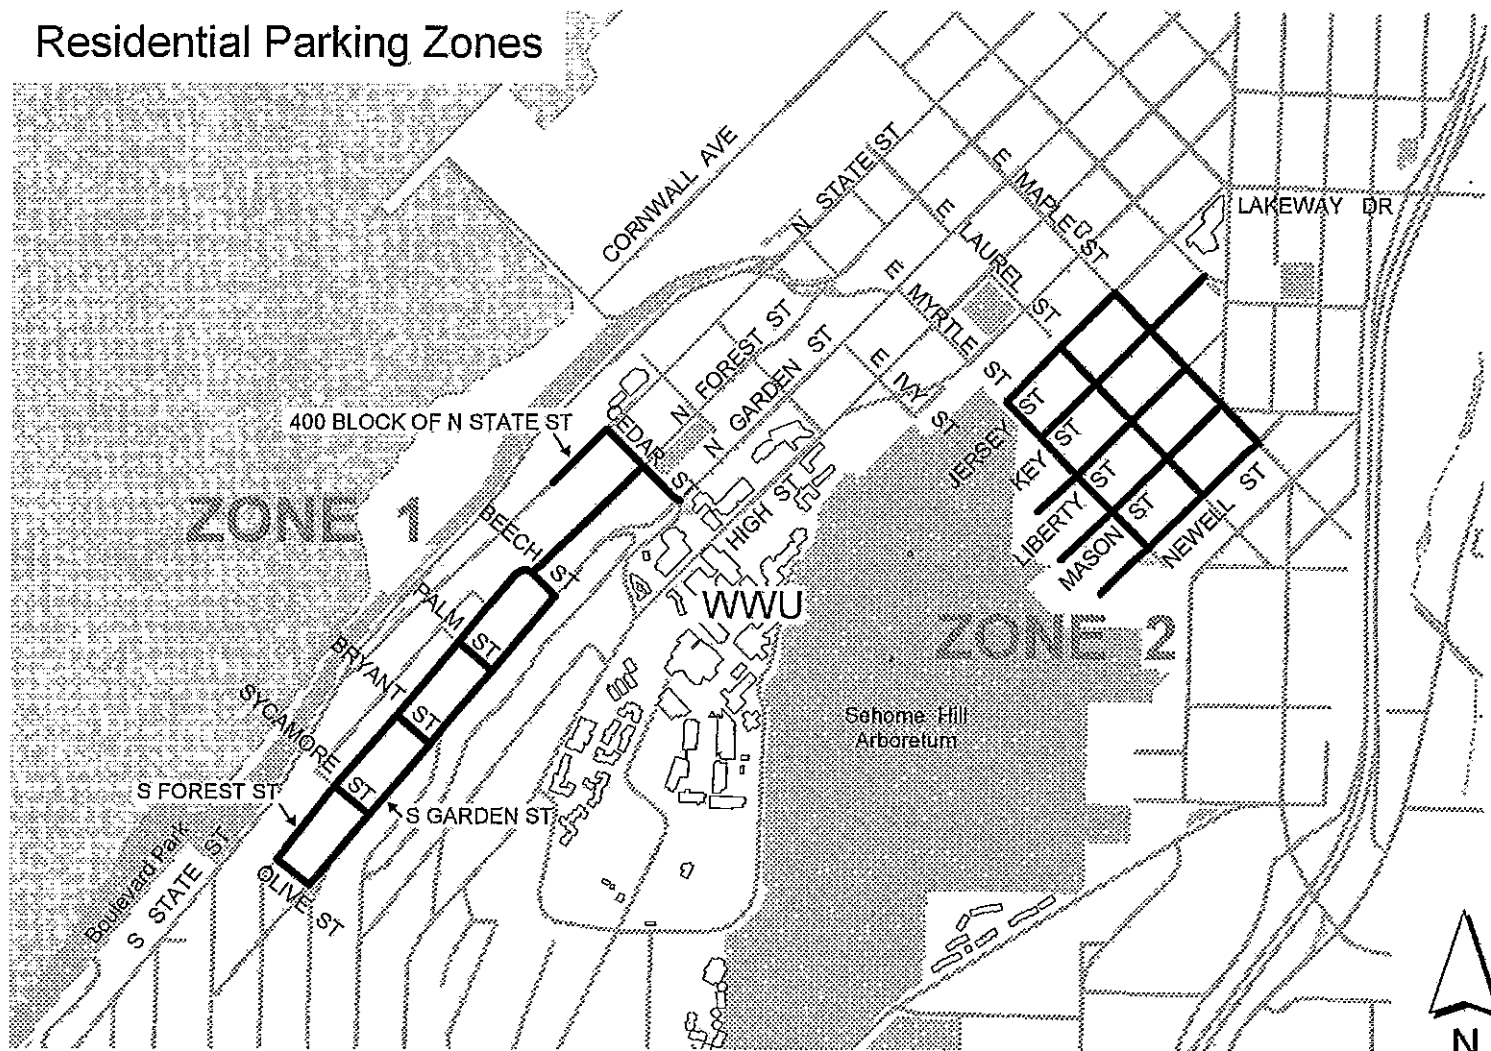 Residential Parking Zones
CORNWALL AVE
N STATE ST
E MAPLE ST
LAKEWAY DR
E LAUREL ST
E MYRTLE ST
E IVY ST
N FOREST ST
N GARDEN ST
400 BLOCK OF N STATE ST
CEDAR ST
HIGH ST
JERSEY ST
KEY ST
LIBERTY ST
MASON ST
NEWELL ST
ZONE 1
BEECH ST
WWU
PALM ST
ZONE 2
BRYANT ST
SYCAMORE ST
Sehome Hill
Arboretum
S FOREST ST
S GARDEN ST
Boulevard Park
S STATE ST
OLIVE ST
N